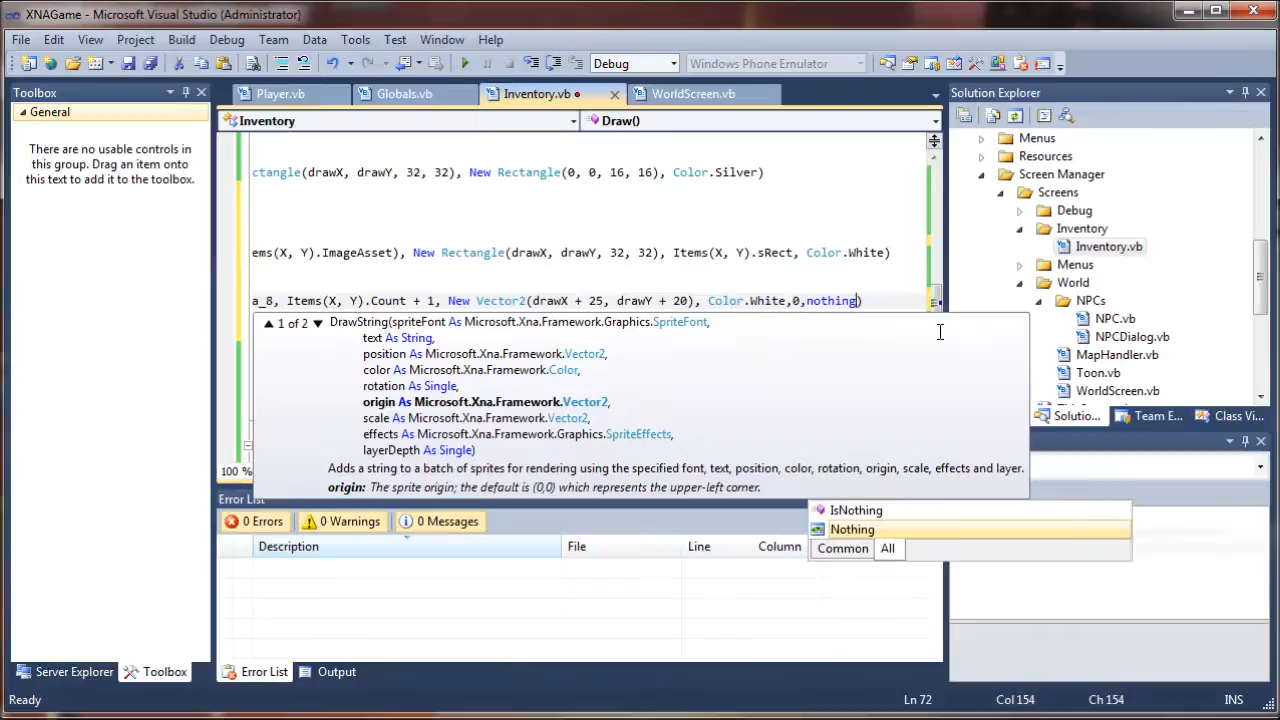 XNAGame - Microsoft Visual Studio (Administrator)
File Edit View Project Build Debug Team Data Tools Test Window Help
Debug Windows Phone Emulator
Toolbox
General
There are no usable controls in
this group. Drag an item onto
this text to add it to the toolbox.
Player.vb Globals.vb Inventory.vb WorldScreen.vb
Inventory Draw()
ctangle(drawX, drawY, 32, 32), New Rectangle(0, 0, 16, 16), Color.Silver)
ems(X, Y).ImageAsset), New Rectangle(drawX, drawY, 32, 32), Items(X, Y).sRect, Color.White)
a_8, Items(X, Y).Count + 1, New Vector2(drawX + 25, drawY + 20), Color.White,0,nothing)
1 of 2 DrawString(spriteFont As Microsoft.Xna.Framework.Graphics.SpriteFont,
text As String,
position As Microsoft.Xna.Framework.Vector2,
color As Microsoft.Xna.Framework.Color,
rotation As Single,
origin As Microsoft.Xna.Framework.Vector2,
scale As Microsoft.Xna.Framework.Vector2,
effects As Microsoft.Xna.Framework.Graphics.SpriteEffects,
layerDepth As Single)
Adds a string to a batch of sprites for rendering using the specified font, text, position, color, rotation, origin, scale, effects and layer.
origin: The sprite origin; the default is (0,0) which represents the upper-left corner.
IsNothing
Nothing
Common All
100 %
Error List
0 Errors 0 Warnings 0 Messages
Description File Line Column
Server Explorer Toolbox Error List Output
Solution Explorer
Menus
Resources
Screen Manager
Screens
Debug
Inventory
Inventory.vb
Menus
World
NPCs
NPC.vb
NPCDialog.vb
MapHandler.vb
Toon.vb
WorldScreen.vb
Solutio... Team E... Class Vi...
Ready Ln 72 Col 154 Ch 154 INS